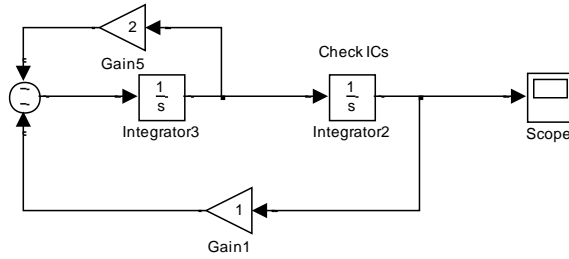 2
Gain5
Check ICs
1
s
Integrator3
1
s
Integrator2
Scope
1
Gain1